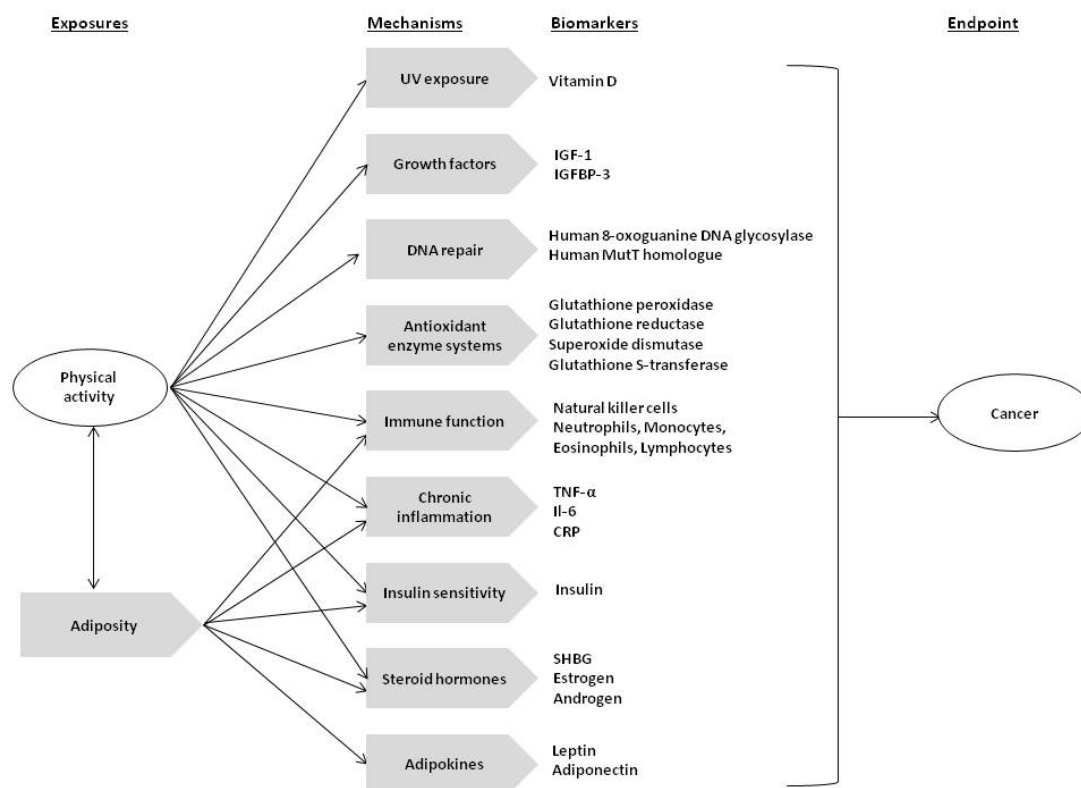 Exposures
Mechanisms
Biomarkers
Endpoint
UV exposure
Vitamin D
Growth factors
IGF-1
IGFBP-3
DNA repair
Human 8-oxoguanine DNA glycosylase
Human MutT homologue
Antioxidant
enzyme systems
Glutathione peroxidase
Glutathione reductase
Superoxide dismutase
Glutathione S-transferase
Physical
activity
Immune function
Natural killer cells
Neutrophils, Monocytes,
Eosinophils, Lymphocytes
Cancer
Chronic
inflammation
TNF-α
Il-6
CRP
Adiposity
Insulin sensitivity
Insulin
Steroid hormones
SHBG
Estrogen
Androgen
Adipokines
Leptin
Adiponectin